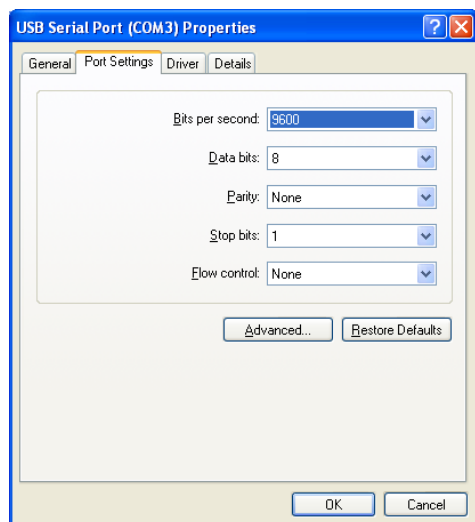 USB Serial Port (COM3) Properties
General Port Settings Driver Details
Bits per second: 9600
Data bits: 8
Parity: None
Stop bits: 1
Flow control: None
Advanced... Restore Defaults
OK Cancel